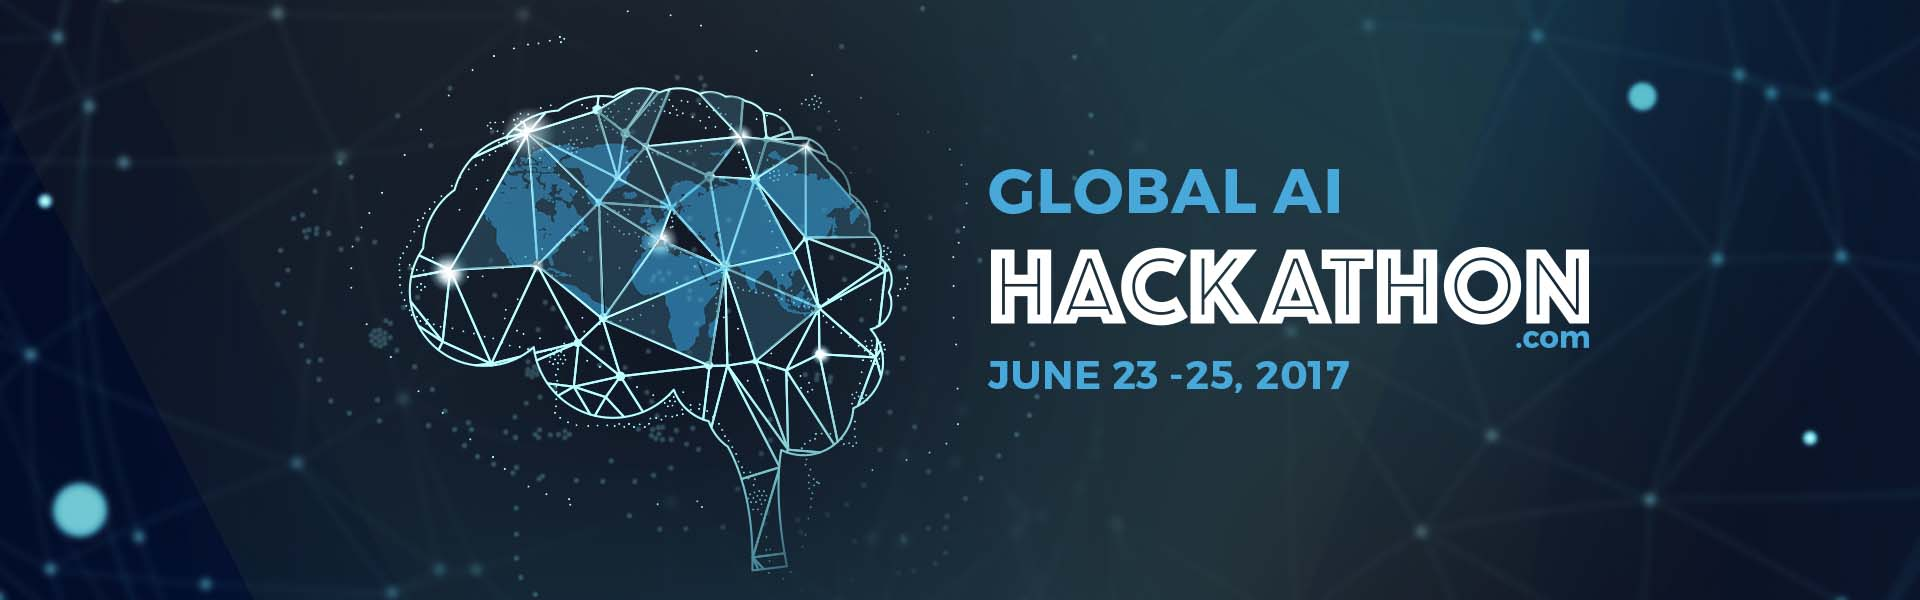 GLOBAL AI
HACKATHON
.com
JUNE 23 -25, 2017